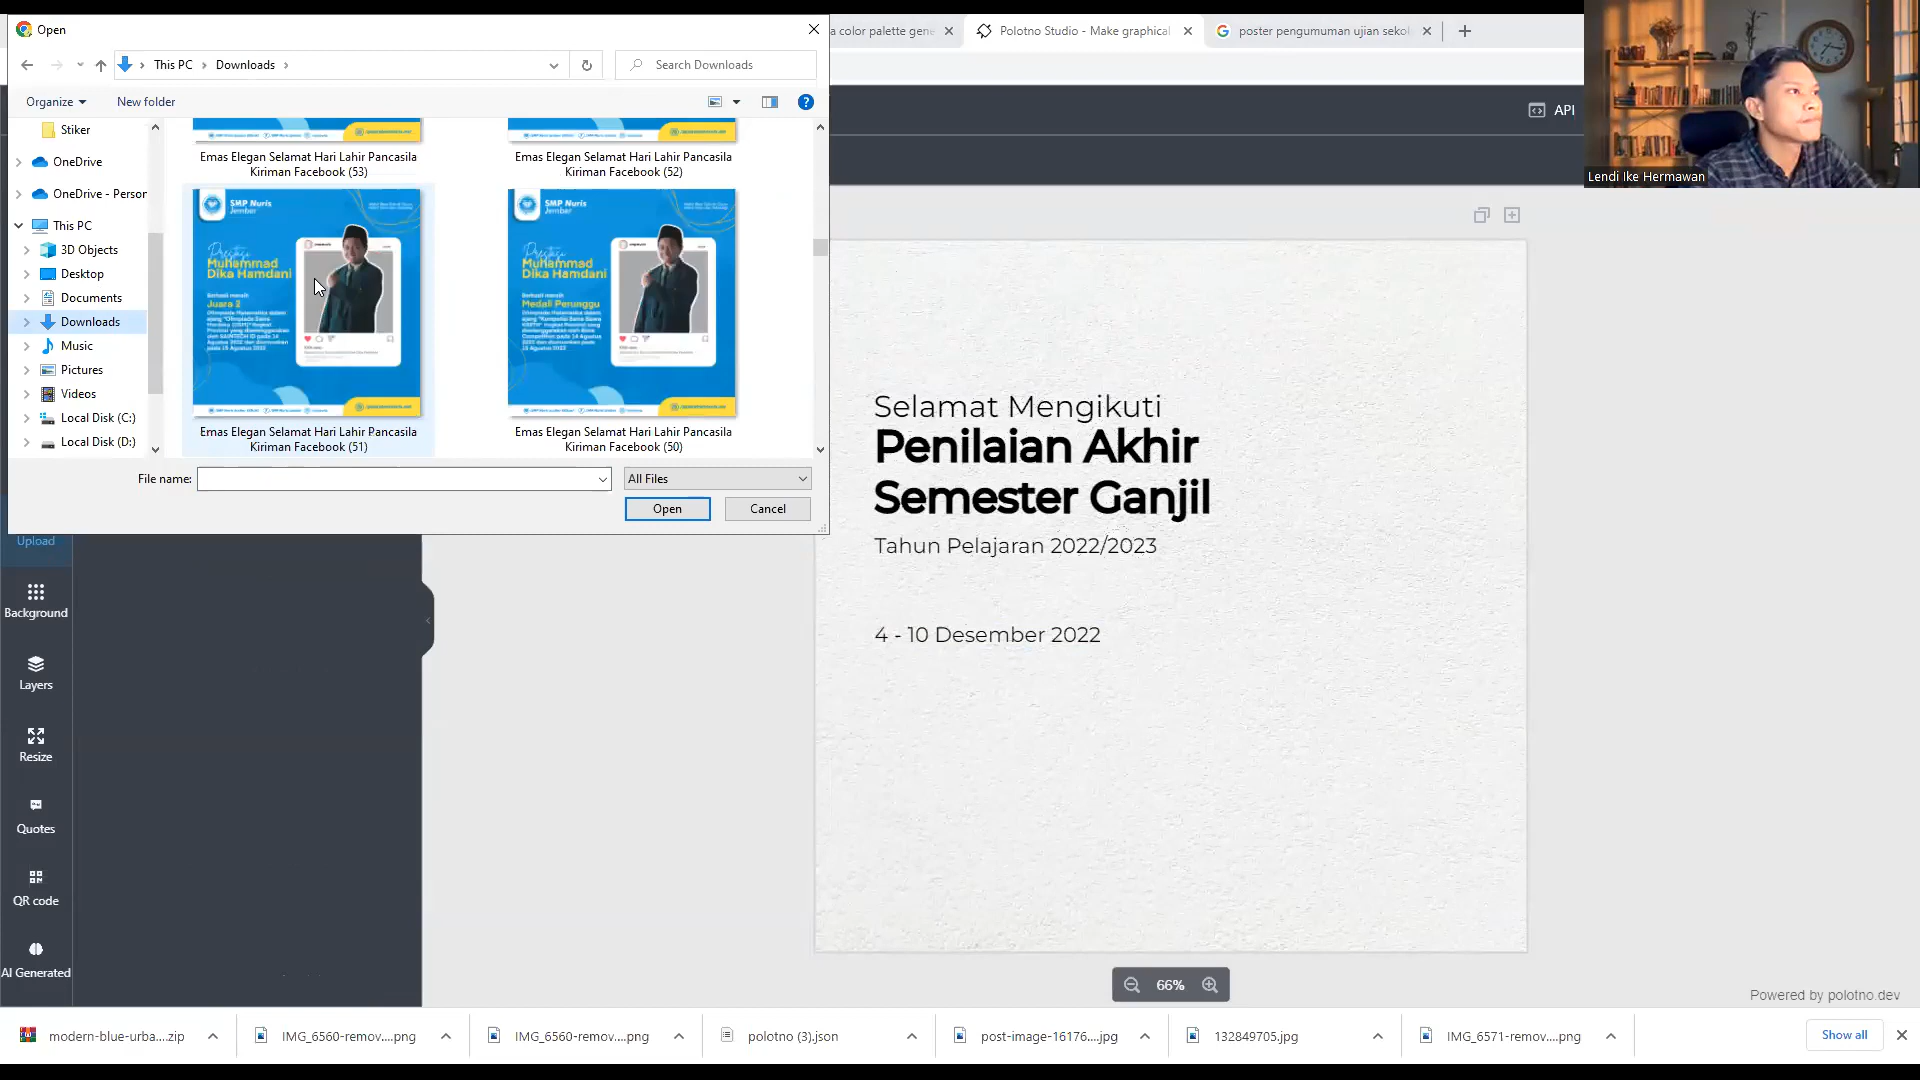 Open
a color palette gene
Polotno Studio - Make graphical
poster pengumuman ujian sekol
This PC
Downloads
Search Downloads
Organize
New folder
API
Lendi Ike Hermawan
Stiker
OneDrive
OneDrive - Person
This PC
3D Objects
Desktop
Documents
Downloads
Music
Pictures
Videos
Local Disk (C:)
Local Disk (D:)
Emas Elegan Selamat Hari Lahir Pancasila
Kiriman Facebook (53)
Emas Elegan Selamat Hari Lahir Pancasila
Kiriman Facebook (52)
SMP Nuris
Jember
Prestasi
Muhammad
Dika Hamdani
Berhasil meraih
Juara 2
SMP Nuris
Jember
Prestasi
Muhammad
Dika Hamdani
Berhasil meraih
Medali Perunggu
Emas Elegan Selamat Hari Lahir Pancasila
Kiriman Facebook (51)
Emas Elegan Selamat Hari Lahir Pancasila
Kiriman Facebook (50)
File name:
All Files
Open
Cancel
Upload
Background
Layers
Resize
Quotes
QR code
AI Generated
Selamat Mengikuti
Penilaian Akhir
Semester Ganjil
Tahun Pelajaran 2022/2023
4 - 10 Desember 2022
66%
Powered by polotno.dev
modern-blue-urba....zip
IMG_6560-remov....png
IMG_6560-remov....png
polotno (3).json
post-image-16176....jpg
132849705.jpg
IMG_6571-remov....png
Show all